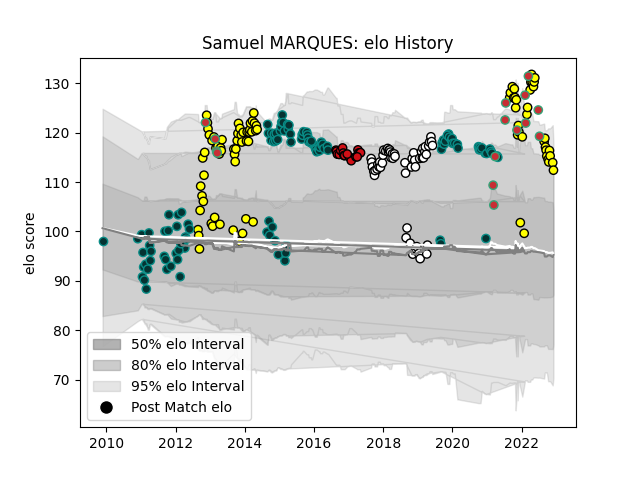 Samuel MARQUES: elo History
elo score
130
120
110
100
90
80
70
50% elo Interval
80% elo Interval
95% elo Interval
Post Match elo
2010 2012 2014 2016 2018 2020 2022